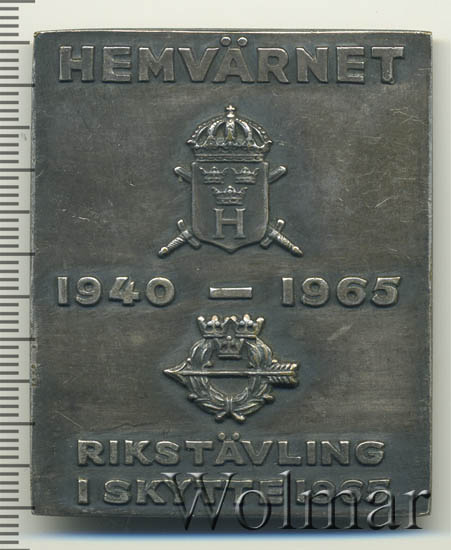 HEMVÄRNET
H
1940 — 1965
RIKSTÄVLING
I SKYTTE 1965
Wolmar